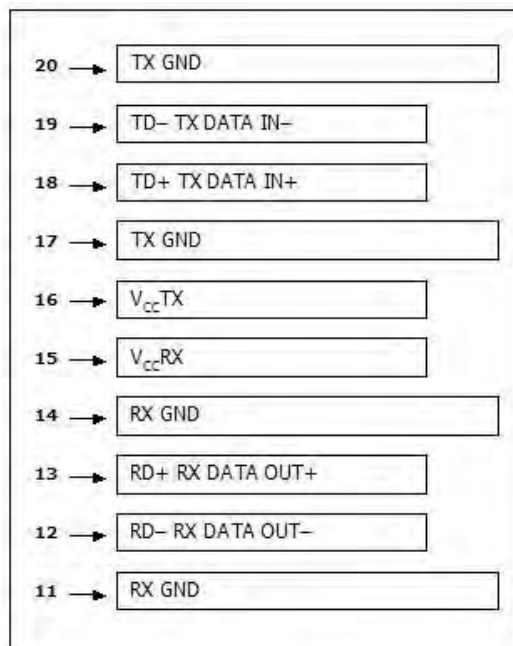 20 TX GND
19 TD– TX DATA IN–
18 TD+ TX DATA IN+
17 TX GND
16 VCCTX
15 VCCRX
14 RX GND
13 RD+ RX DATA OUT+
12 RD– RX DATA OUT–
11 RX GND